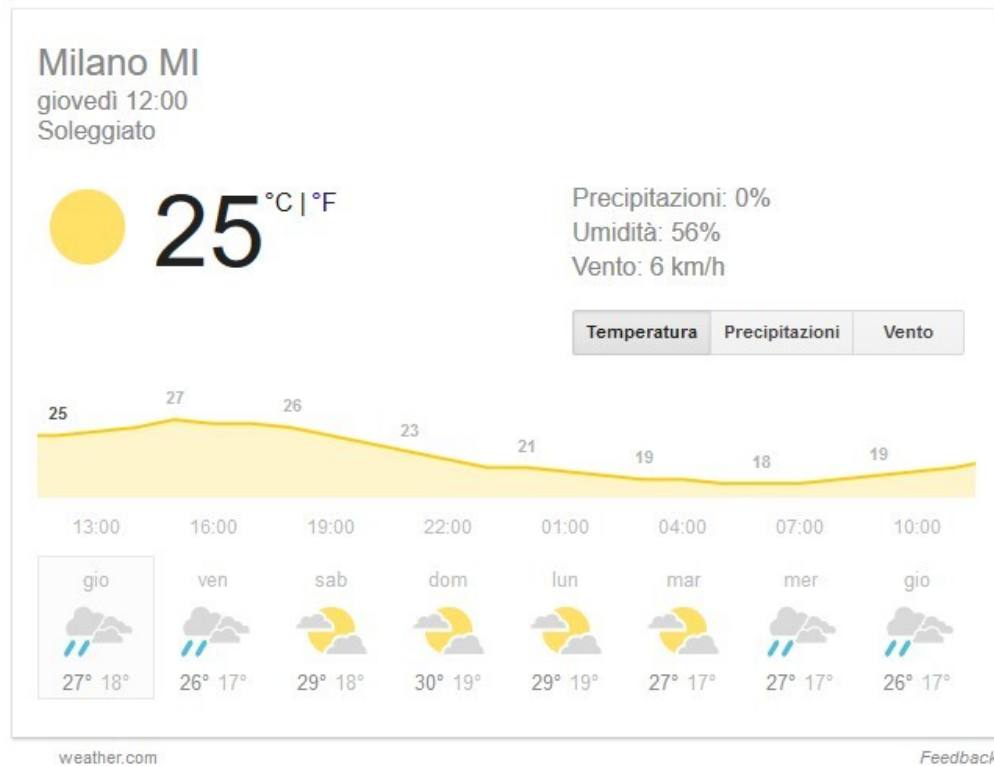 Milano MI
giovedì 12:00
Soleggiato
25 °C | °F
Precipitazioni: 0%
Umidità: 56%
Vento: 6 km/h
Temperatura Precipitazioni Vento
25 27 26 23 21 19 18 19
13:00 16:00 19:00 22:00 01:00 04:00 07:00 10:00
gio ven sab dom lun mar mer gio
27° 18° 26° 17° 29° 18° 30° 19° 29° 19° 27° 17° 27° 17° 26° 17°
weather.com Feedback